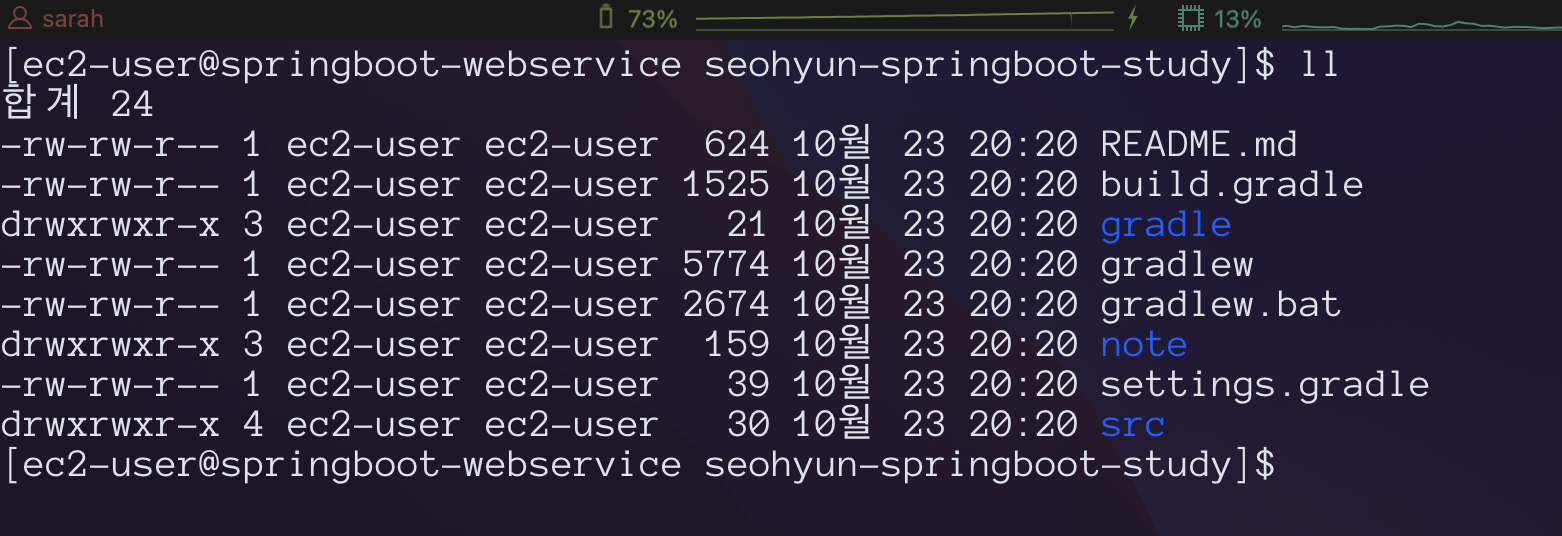 sarah 73% 13%
[ec2-user@springboot-webservice seohyun-springboot-study]$ ll
합계 24
-rw-rw-r-- 1 ec2-user ec2-user  624 10월 23 20:20 README.md
-rw-rw-r-- 1 ec2-user ec2-user 1525 10월 23 20:20 build.gradle
drwxrwxr-x 3 ec2-user ec2-user   21 10월 23 20:20 gradle
-rw-rw-r-- 1 ec2-user ec2-user 5774 10월 23 20:20 gradlew
-rw-rw-r-- 1 ec2-user ec2-user 2674 10월 23 20:20 gradlew.bat
drwxrwxr-x 3 ec2-user ec2-user  159 10월 23 20:20 note
-rw-rw-r-- 1 ec2-user ec2-user   39 10월 23 20:20 settings.gradle
drwxrwxr-x 4 ec2-user ec2-user   30 10월 23 20:20 src
[ec2-user@springboot-webservice seohyun-springboot-study]$